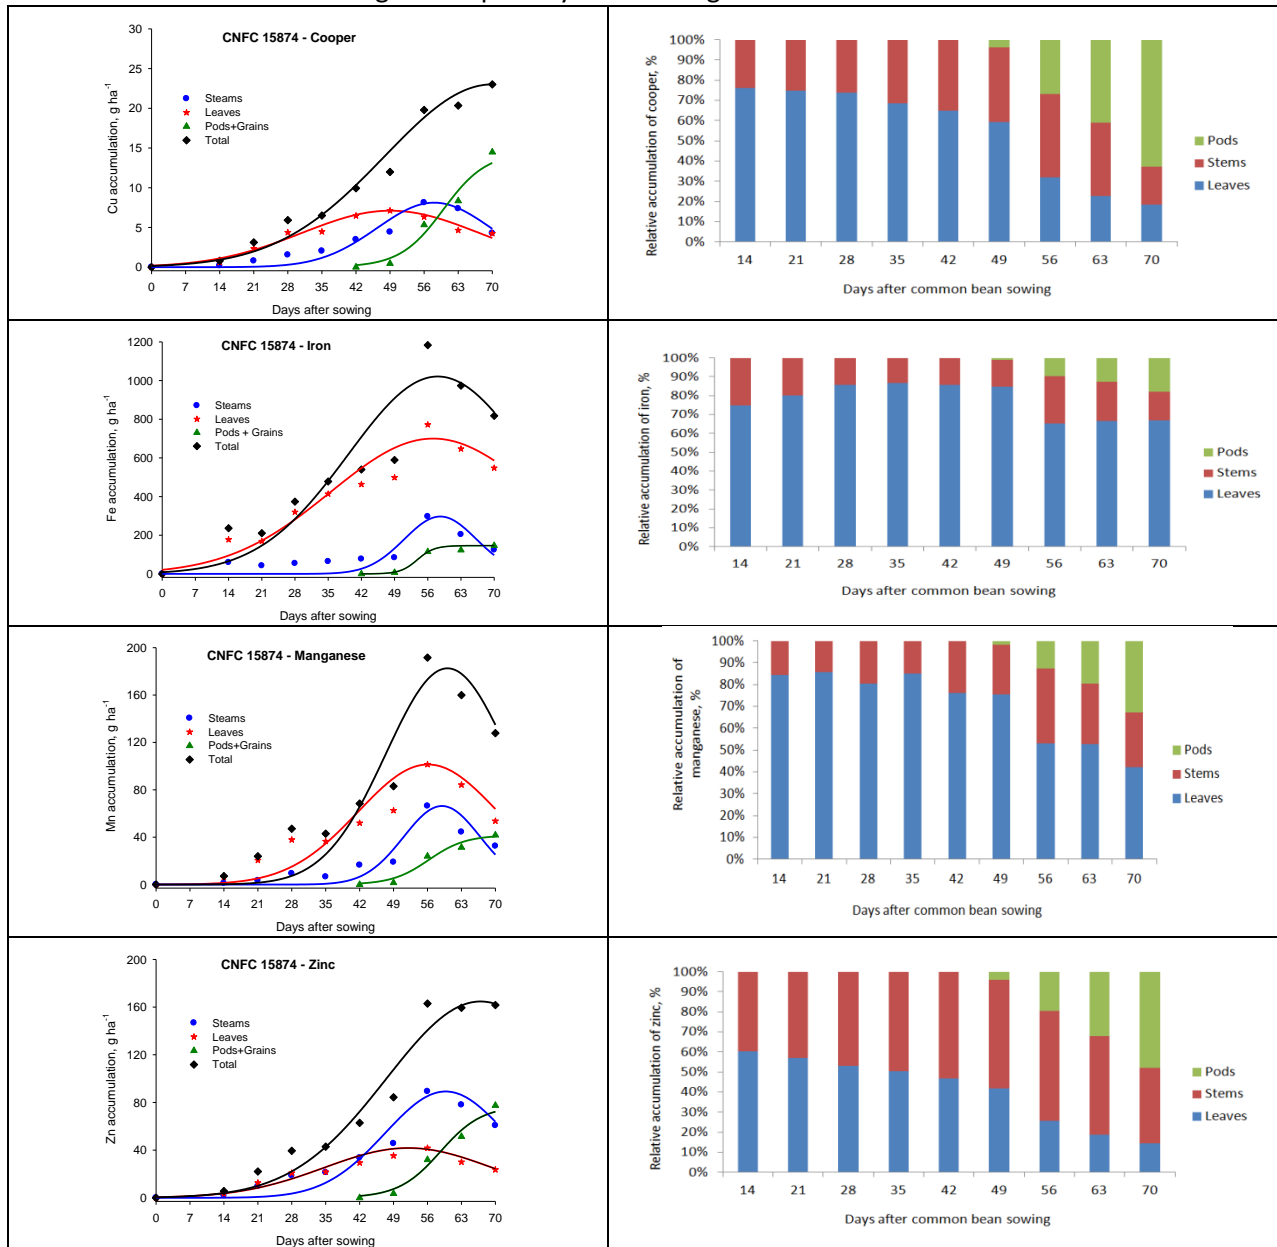 CNFC 15874 - Cooper
Cu accumulation, g ha-1
30
25
20
15
10
5
0
Steams
Leaves
Pods+Grains
Total
0 7 14 21 28 35 42 49 56 63 70
Days after sowing
Relative accumulation of cooper, %
100%
90%
80%
70%
60%
50%
40%
30%
20%
10%
0%
Pods
Stems
Leaves
14 21 28 35 42 49 56 63 70
Days after common bean sowing
CNFC 15874 - Iron
Fe accumulation, g ha-1
1200
1000
800
600
400
200
0
Steams
Leaves
Pods + Grains
Total
0 7 14 21 28 35 42 49 56 63 70
Days after sowing
Relative accumulation of iron, %
100%
90%
80%
70%
60%
50%
40%
30%
20%
10%
0%
Pods
Stems
Leaves
14 21 28 35 42 49 56 63 70
Days after common bean sowing
CNFC 15874 - Manganese
Mn accumulation, g ha-1
200
160
120
80
40
0
Steams
Leaves
Pods+Grains
Total
0 7 14 21 28 35 42 49 56 63 70
Days after sowing
Relative accumulation of
manganese, %
100%
90%
80%
70%
60%
50%
40%
30%
20%
10%
0%
Pods
Stems
Leaves
14 21 28 35 42 49 56 63 70
Days after common bean sowing
CNFC 15874 - Zinc
Zn accumulation, g ha-1
200
160
120
80
40
0
Steams
Leaves
Pods+Grains
Total
0 7 14 21 28 35 42 49 56 63 70
Days after sowing
Relative accumulation of zinc, %
100%
90%
80%
70%
60%
50%
40%
30%
20%
10%
0%
Pods
Stems
Leaves
14 21 28 35 42 49 56 63 70
Days after common bean sowing